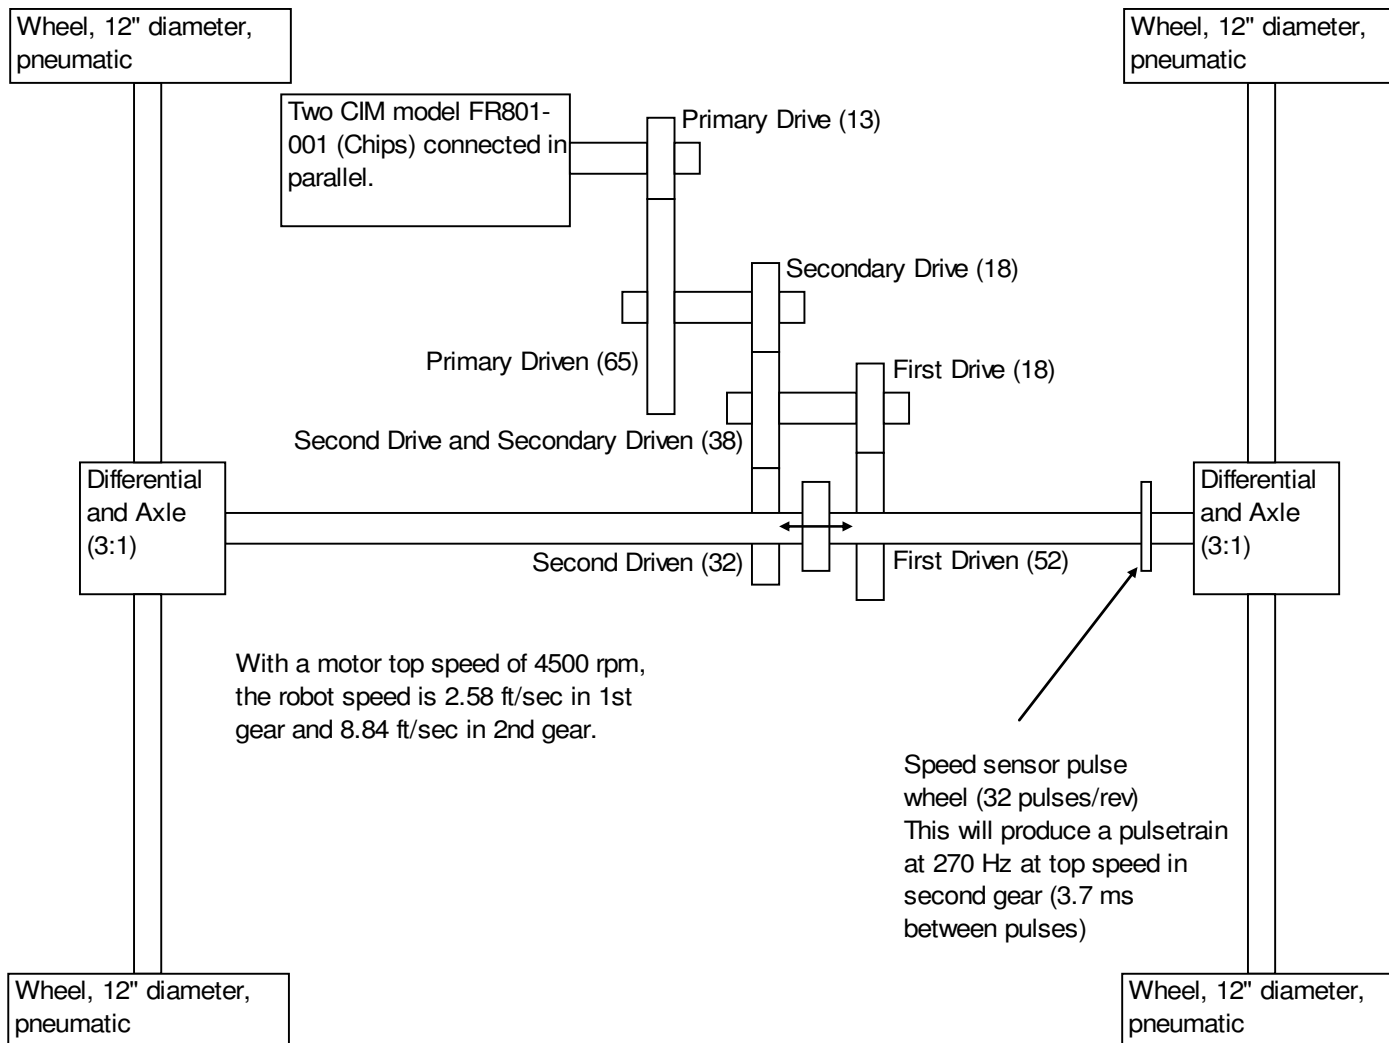 Wheel, 12" diameter,
pneumatic
Wheel, 12" diameter,
pneumatic
Two CIM model FR801-
001 (Chips) connected in
parallel.
Primary Drive (13)
Secondary Drive (18)
Primary Driven (65)
First Drive (18)
Second Drive and Secondary Driven (38)
Differential
and Axle
(3:1)
Differential
and Axle
(3:1)
Second Driven (32)
First Driven (52)
With a motor top speed of 4500 rpm,
the robot speed is 2.58 ft/sec in 1st
gear and 8.84 ft/sec in 2nd gear.
Speed sensor pulse
wheel (32 pulses/rev)
This will produce a pulsetrain
at 270 Hz at top speed in
second gear (3.7 ms
between pulses)
Wheel, 12" diameter,
pneumatic
Wheel, 12" diameter,
pneumatic